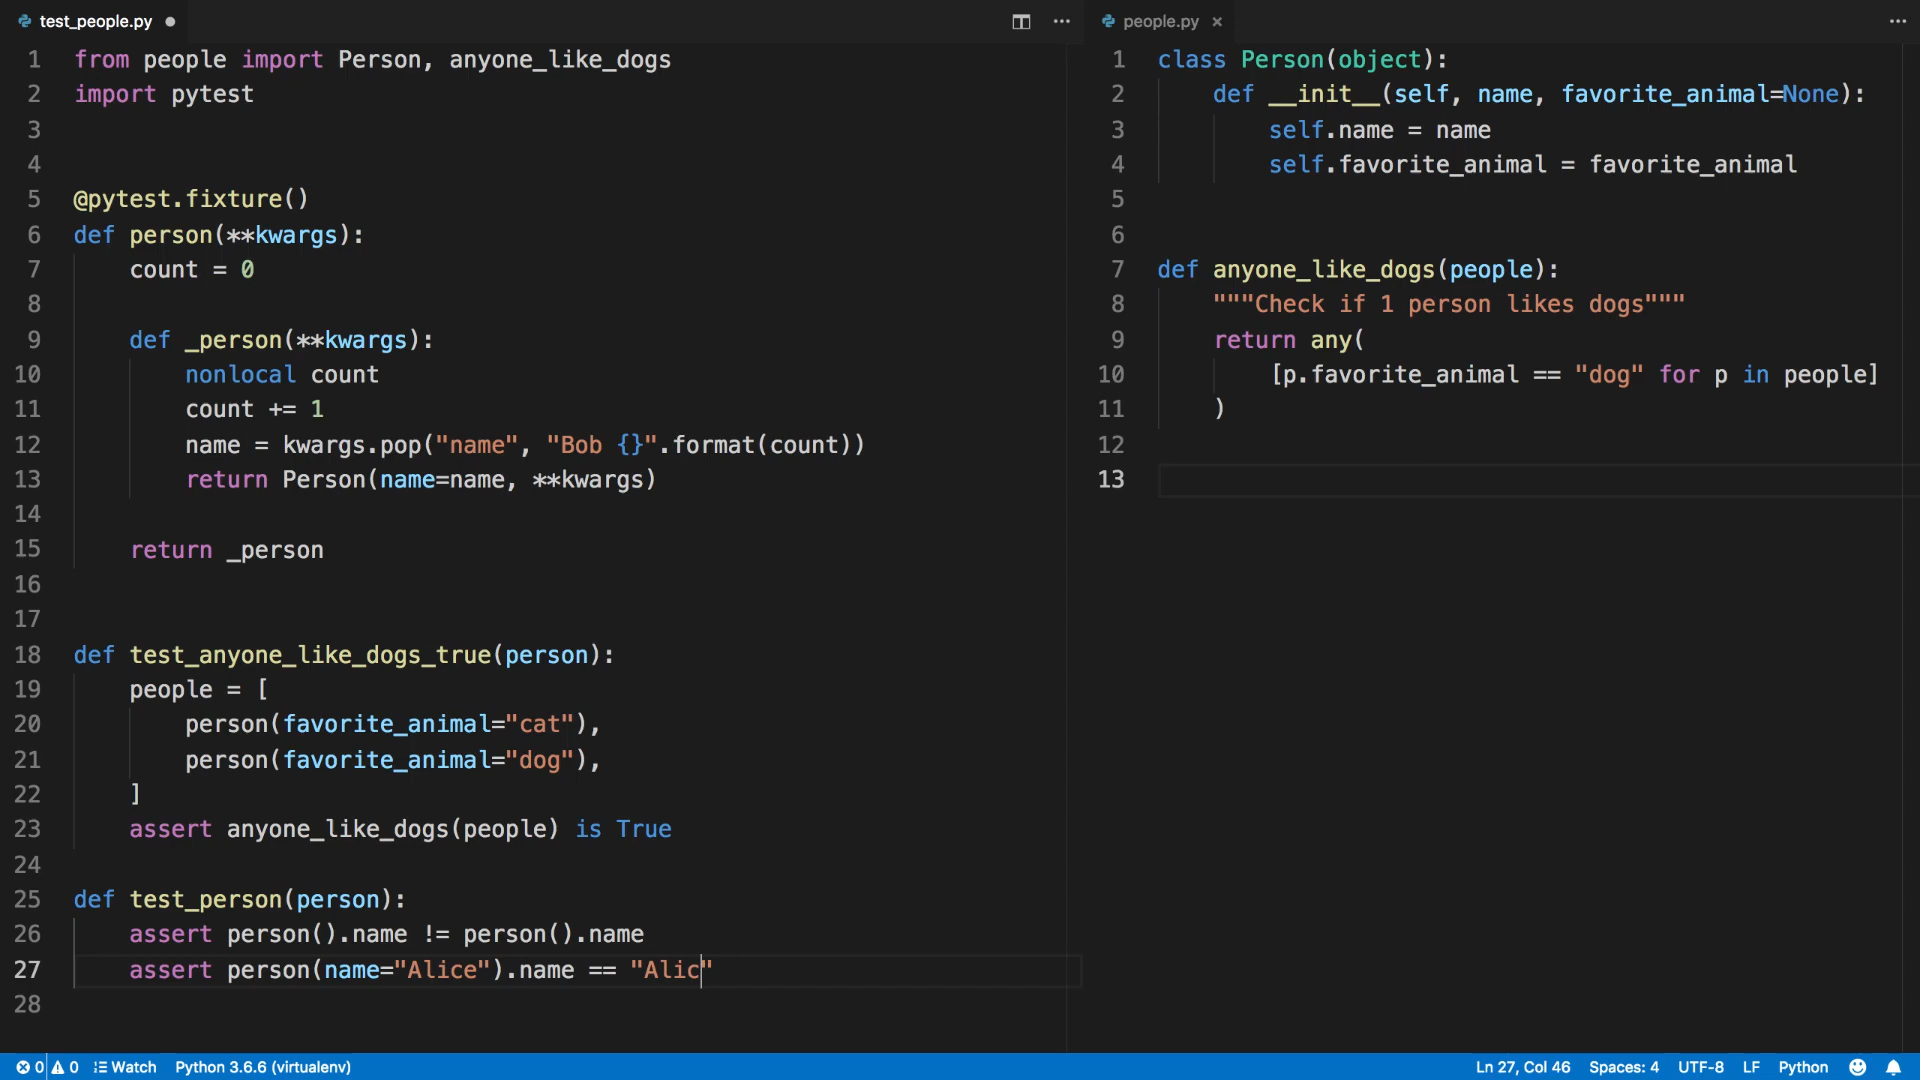 test_people.py
1 from people import Person, anyone_like_dogs
2 import pytest
3
4
5 @pytest.fixture()
6 def person(**kwargs):
7     count = 0
8
9     def _person(**kwargs):
10         nonlocal count
11         count += 1
12         name = kwargs.pop("name", "Bob {}".format(count))
13         return Person(name=name, **kwargs)
14
15     return _person
16
17
18 def test_anyone_like_dogs_true(person):
19     people = [
20         person(favorite_animal="cat"),
21         person(favorite_animal="dog"),
22     ]
23     assert anyone_like_dogs(people) is True
24
25 def test_person(person):
26     assert person().name != person().name
27     assert person(name="Alice").name == "Alic"
28
people.py
1 class Person(object):
2     def __init__(self, name, favorite_animal=None):
3         self.name = name
4         self.favorite_animal = favorite_animal
5
6
7 def anyone_like_dogs(people):
8     """Check if 1 person likes dogs"""
9     return any(
10         [p.favorite_animal == "dog" for p in people]
11     )
12
13
0 0 Watch Python 3.6.6 (virtualenv) Ln 27, Col 46 Spaces: 4 UTF-8 LF Python